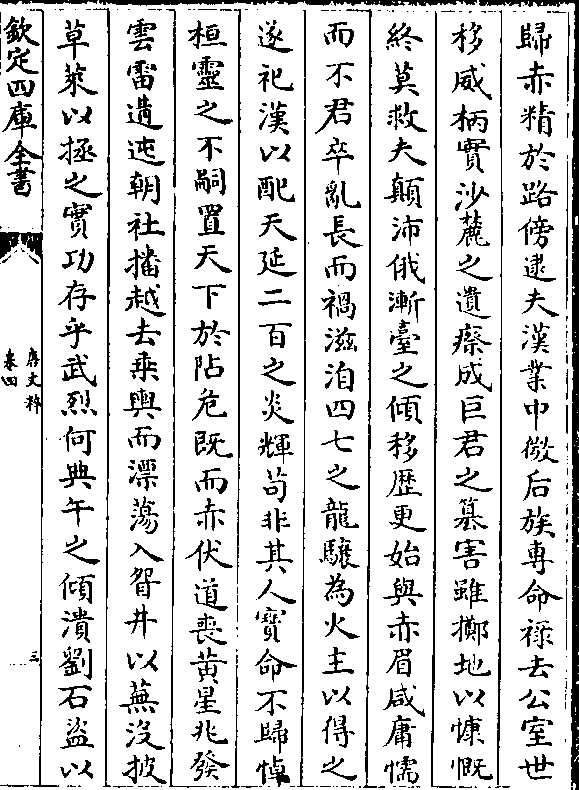 歸赤精於路傍逮夫漢業中微后族專命祿去公室世
移威柄實沙麓之遺瘵成巨君之篡害雖擲地以慷慨
終莫救夫顛沛俄漸臺之傾移歷更始與赤眉咸庸懦
而不君卒亂長而禍滋洎四七之龍驤為火主以得之
遂祀漢以配天延二百之炎輝苟非其人寳命不歸悼
桓靈之不嗣置天下於阽危既而赤伏道喪黃星兆發
雲雷遘迍朝社播越去乗輿而漂蕩入眢井以蕪沒披
草萊以拯之實功存乎武烈何典午之傾潰劉石盜以
欽定四庫全書
唐文粹
卷四
三